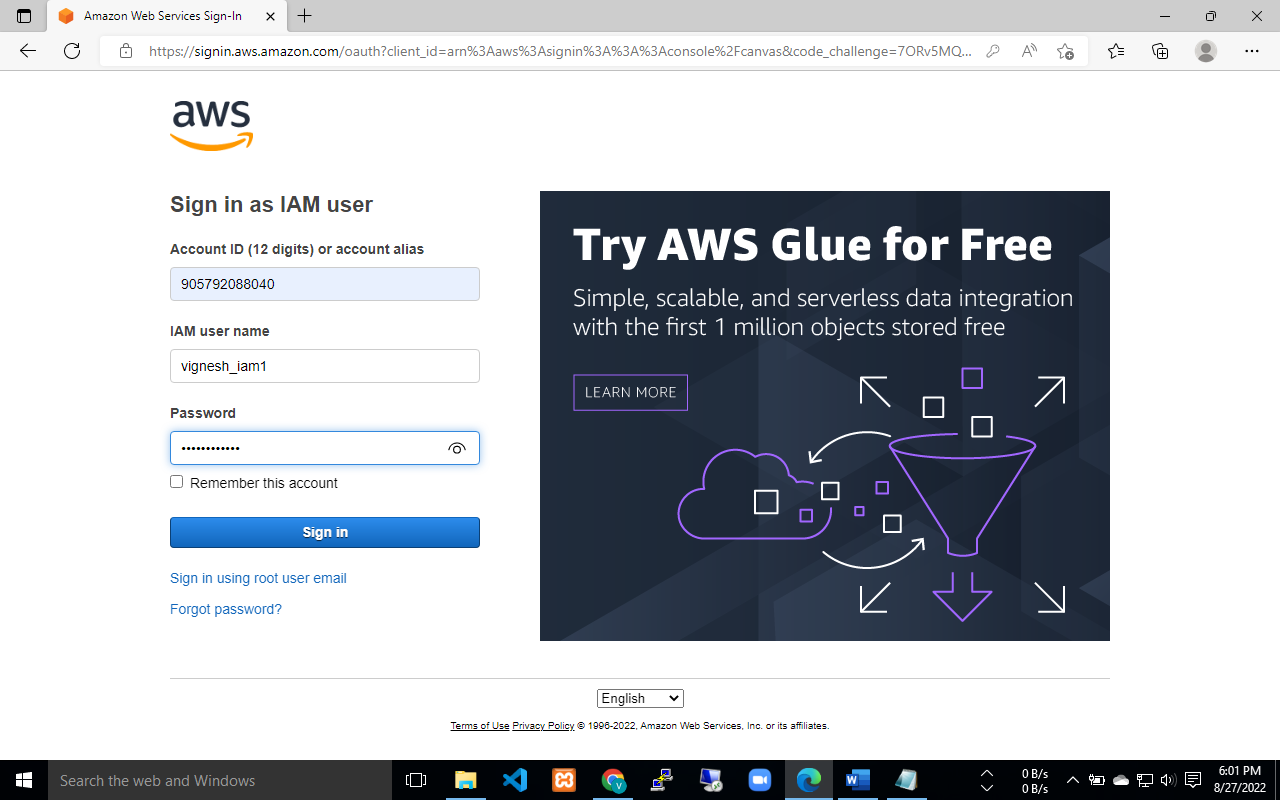 Amazon Web Services Sign-In
https://signin.aws.amazon.com/oauth?client_id=arn%3Aaws%3Asignin%3A%3A%3Aconsole%2Fcanvas&code_challenge=7ORv5MQ...
aws
Sign in as IAM user
Account ID (12 digits) or account alias
905792088040
IAM user name
vignesh_iam1
Password
••••••••••••
Remember this account
Sign in
Sign in using root user email
Forgot password?
Try AWS Glue for Free
Simple, scalable, and serverless data integration
with the first 1 million objects stored free
LEARN MORE
English
Terms of Use Privacy Policy © 1996-2022, Amazon Web Services, Inc. or its affiliates.
Search the web and Windows
V
W
0 B/s
0 B/s
6:01 PM
8/27/2022